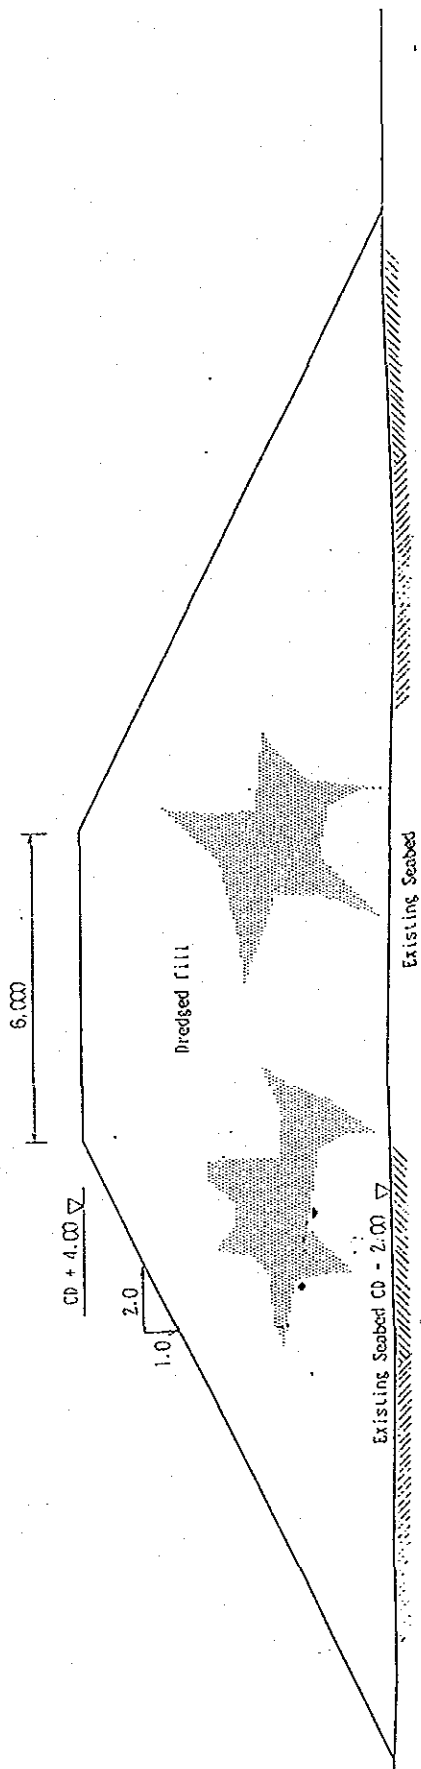 6,000
CD + 4.00
2.0
1.0
Dredged fill
Existing Seabed CD - 2.00
Existing Seabed